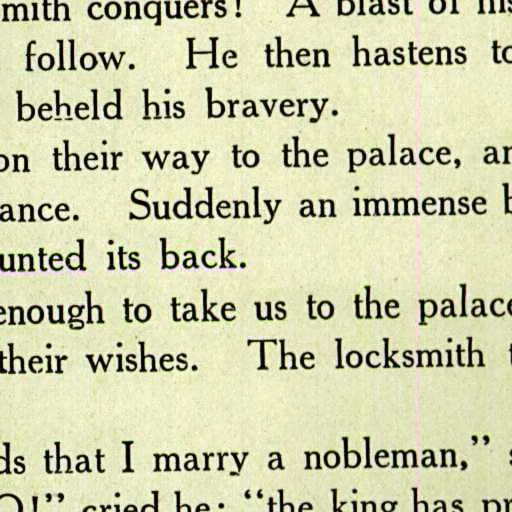 mith conquers! A blast of his
follow. He then hastens to
beheld his bravery.
on their way to the palace, an
ance. Suddenly an immense b
unted its back.
enough to take us to the palace
their wishes. The locksmith t
ds that I marry a nobleman," s
O!" cried he; "the king has pr